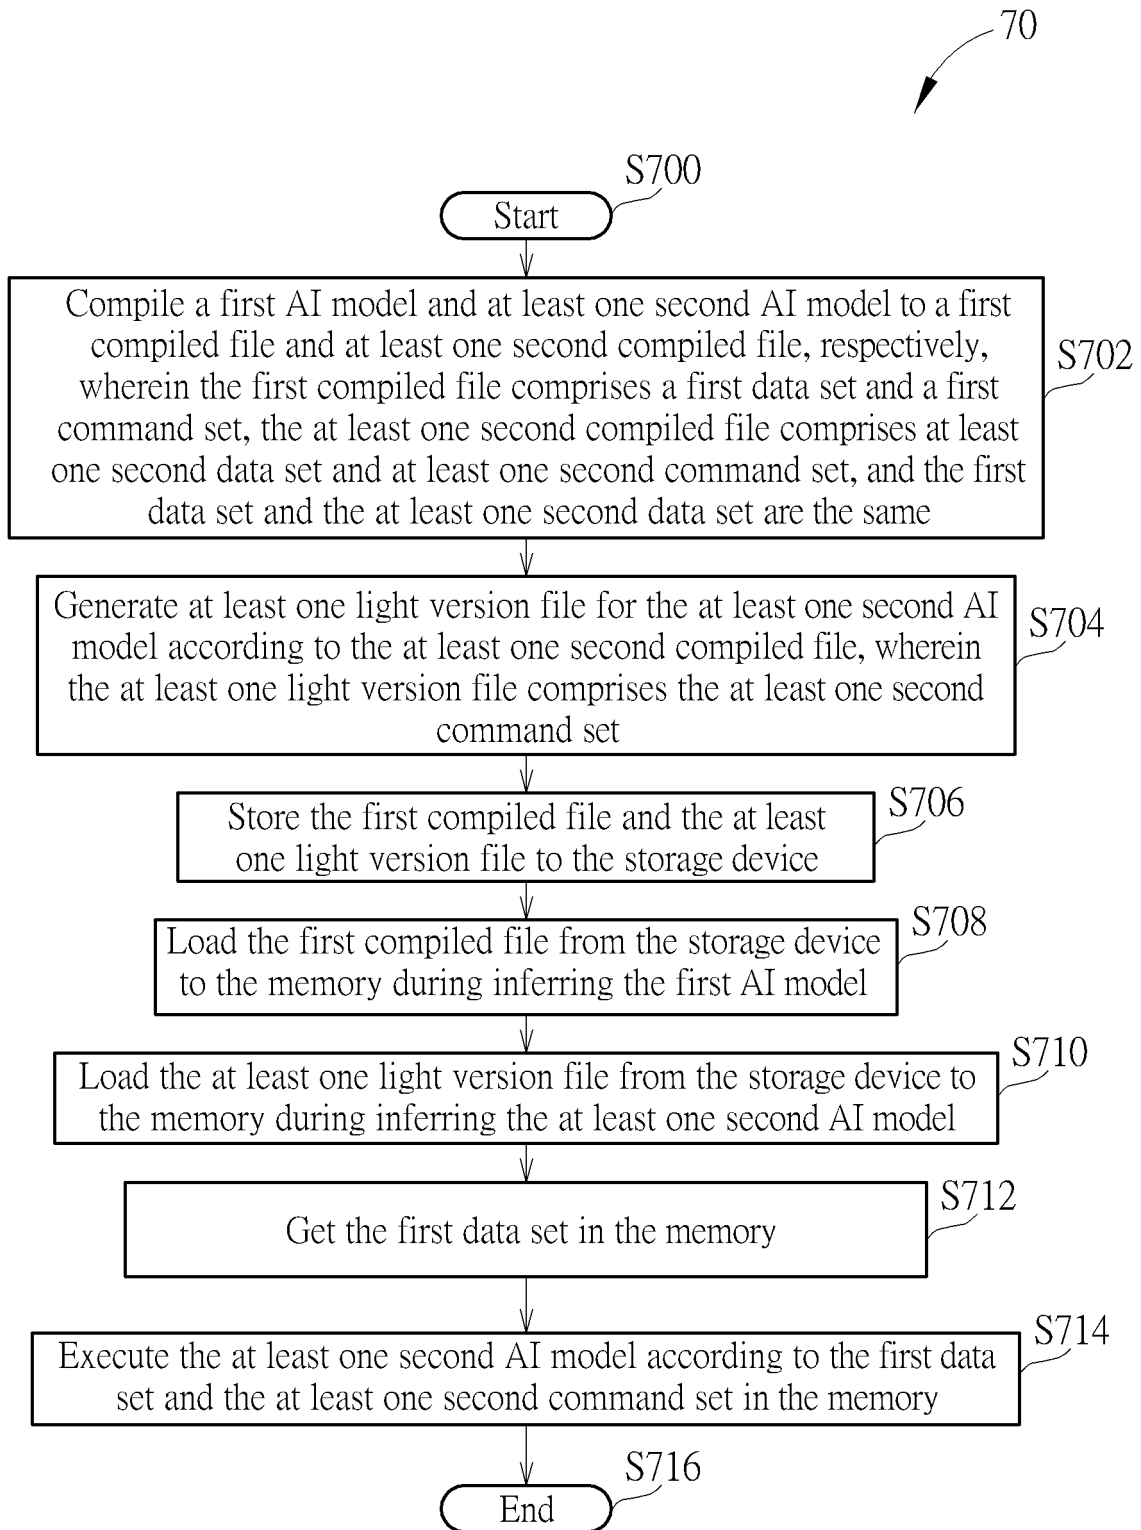 70
S700
Start
Compile a first AI model and at least one second AI model to a first
compiled file and at least one second compiled file, respectively,
wherein the first compiled file comprises a first data set and a first
command set, the at least one second compiled file comprises at least
one second data set and at least one second command set, and the first
data set and the at least one second data set are the same
S702
Generate at least one light version file for the at least one second AI
model according to the at least one second compiled file, wherein
the at least one light version file comprises the at least one second
command set
S704
Store the first compiled file and the at least
one light version file to the storage device
S706
Load the first compiled file from the storage device
to the memory during inferring the first AI model
S708
Load the at least one light version file from the storage device to
the memory during inferring the at least one second AI model
S710
Get the first data set in the memory
S712
Execute the at least one second AI model according to the first data
set and the at least one second command set in the memory
S714
S716
End